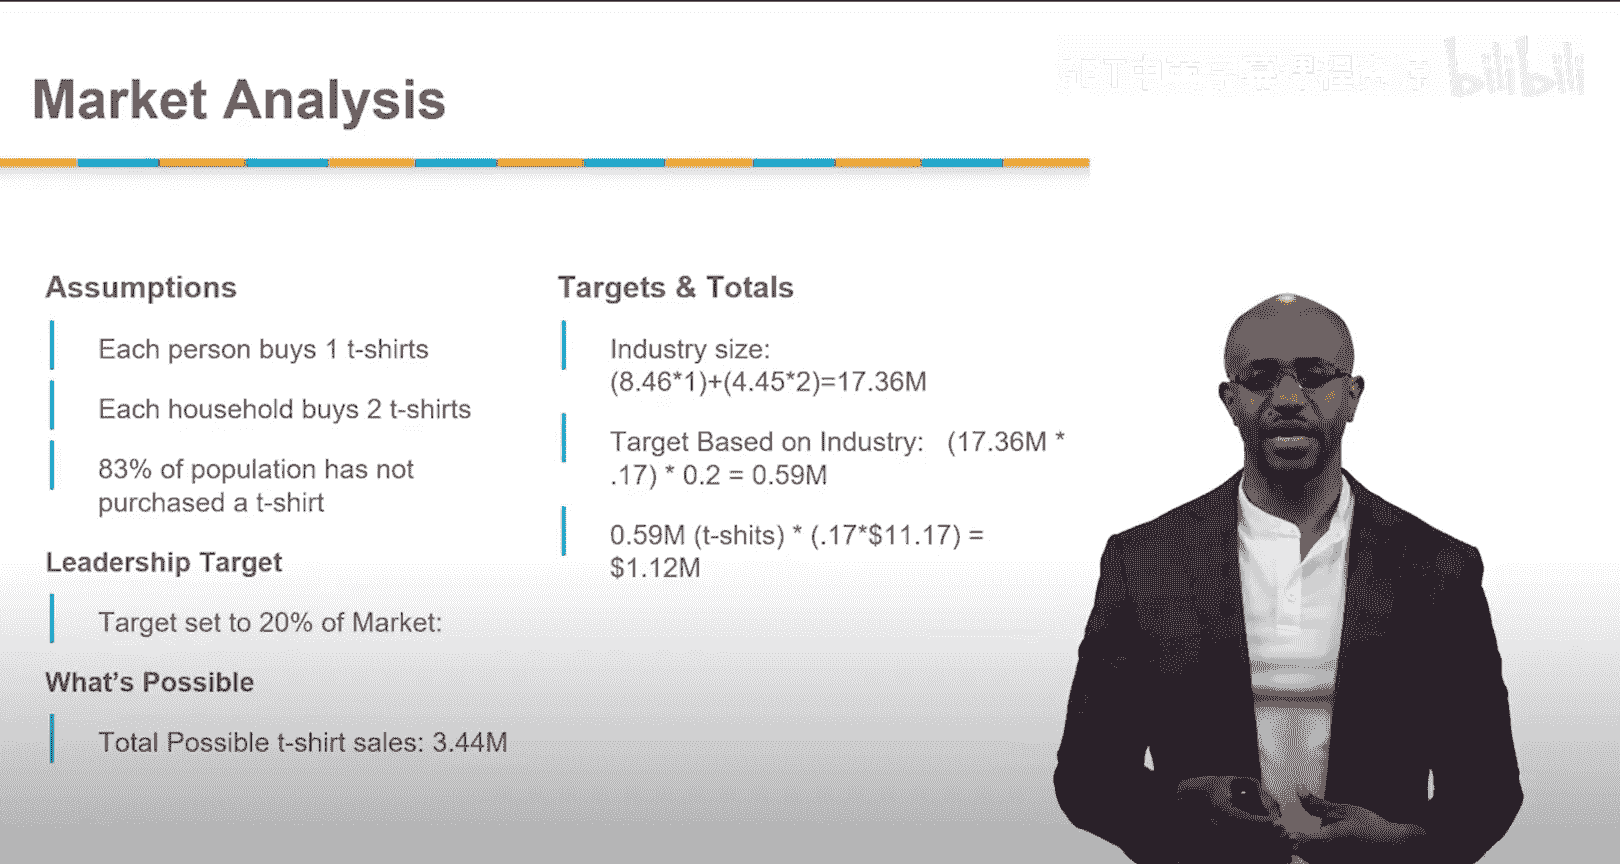 Market Analysis
bilibili
Assumptions
Each person buys 1 t-shirts
Each household buys 2 t-shirts
83% of population has not
purchased a t-shirt
Leadership Target
Target set to 20% of Market:
What's Possible
Total Possible t-shirt sales: 3.44M
Targets & Totals
Industry size:
(8.46*1)+(4.45*2)=17.36M
Target Based on Industry: (17.36M *
.17) * 0.2 = 0.59M
0.59M (t-shits) * (.17*$11.17) =
$1.12M